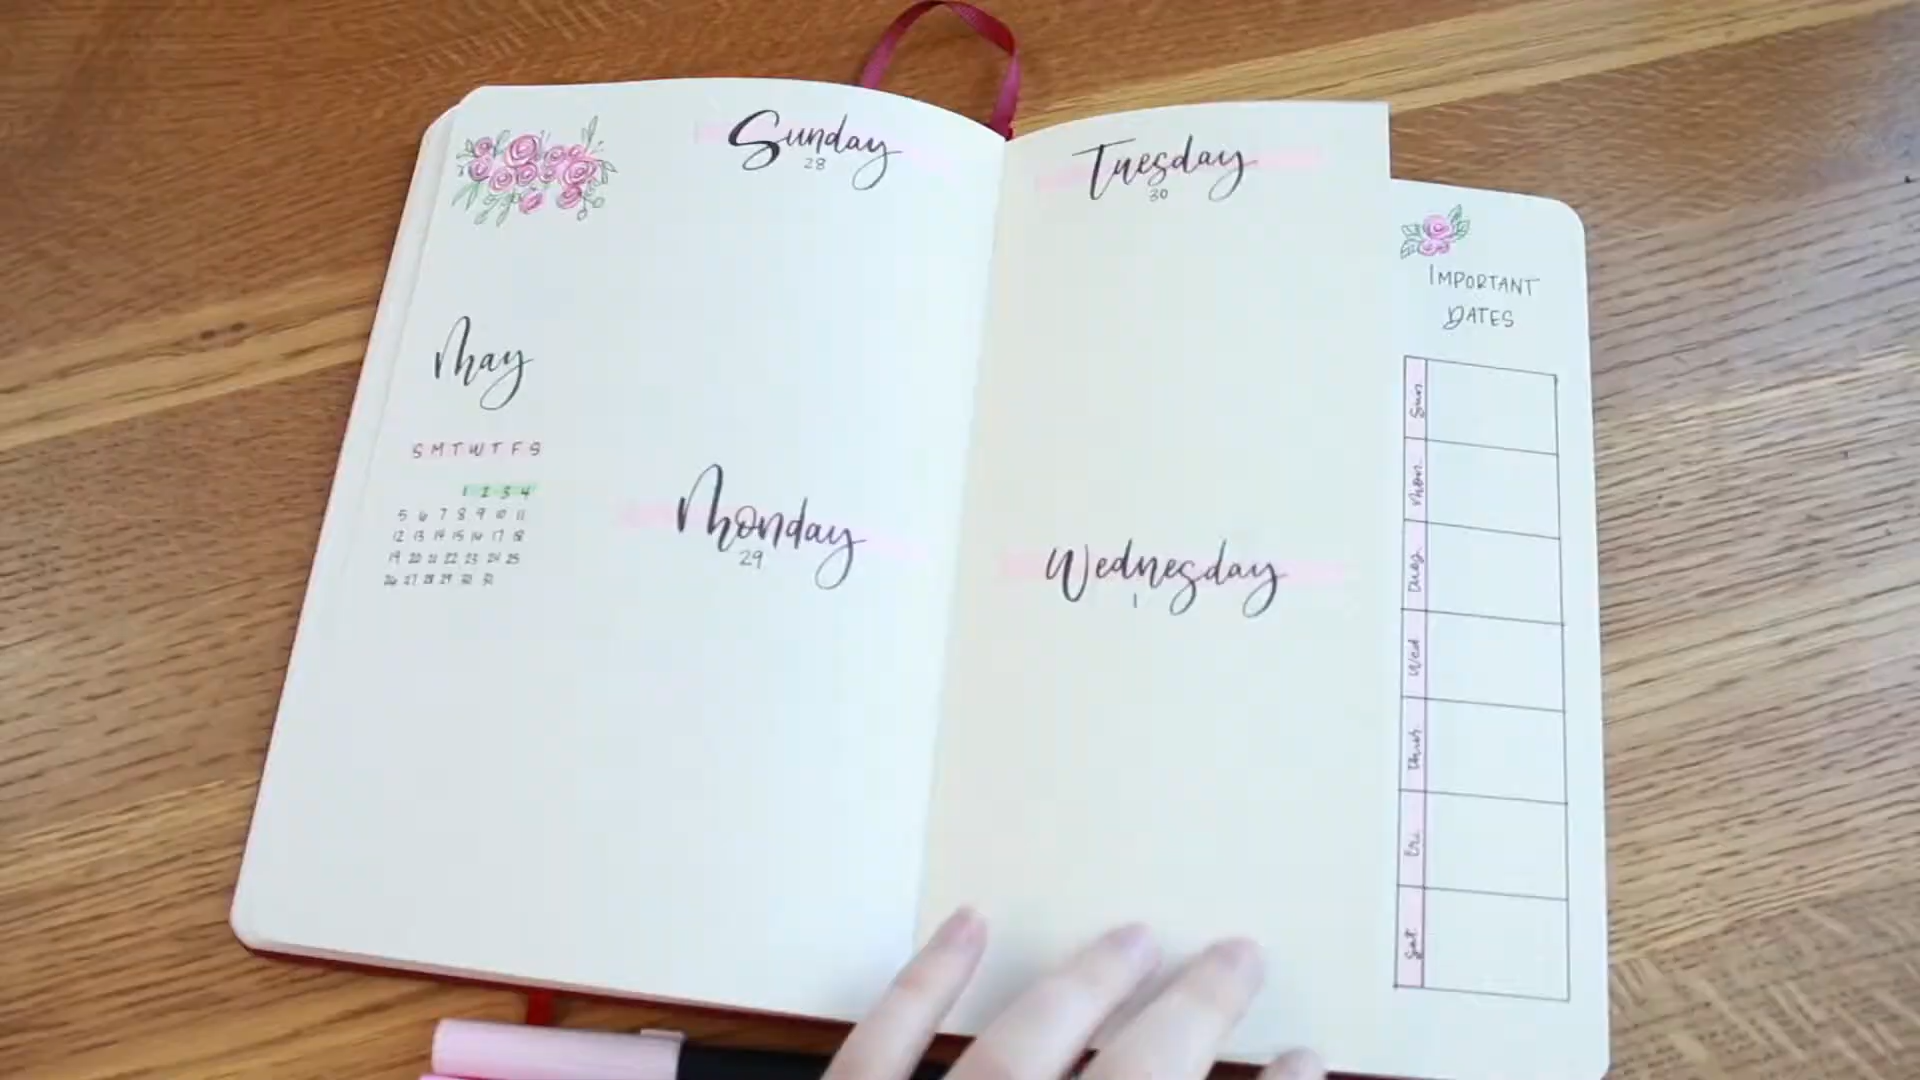 Sunday
28
May
S M T W T F S
1 2 3 4
5 6 7 8 9 10 11
12 13 14 15 16 17 18
19 20 21 22 23 24 25
26 27 28 29 30 31
Monday
29
Tuesday
30
Wednesday
1
IMPORTANT
DATES
Sun
Mon
Tues
Wed
thur
fri
Sat